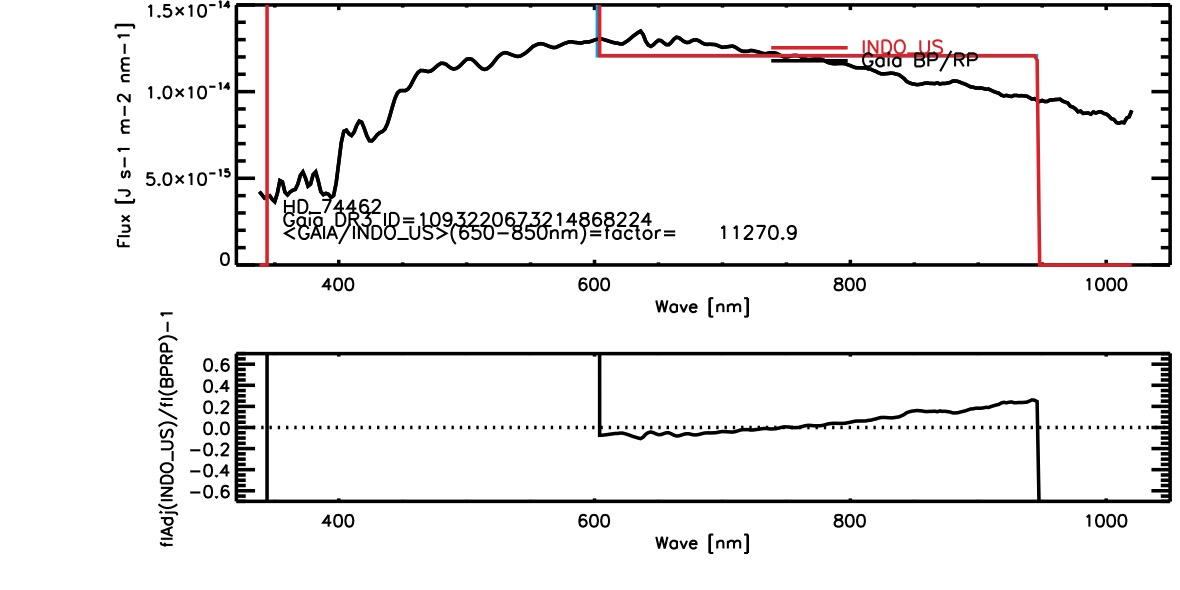 1.5×10−14
INDO_US
Gaia BP/RP
1.0×10−14
5.0×10−15
0
Flux [J s−1 m−2 nm−1]
HD_74462
Gaia DR3 ID=1093220673214868224
<GAIA/INDO_US>(650−850nm)=factor= 11270.9
400 600 800 1000
Wave [nm]
0.6
0.4
0.2
0.0
−0.2
−0.4
−0.6
flAdj(INDO_US)/fl(BPRP)−1
400 600 800 1000
Wave [nm]